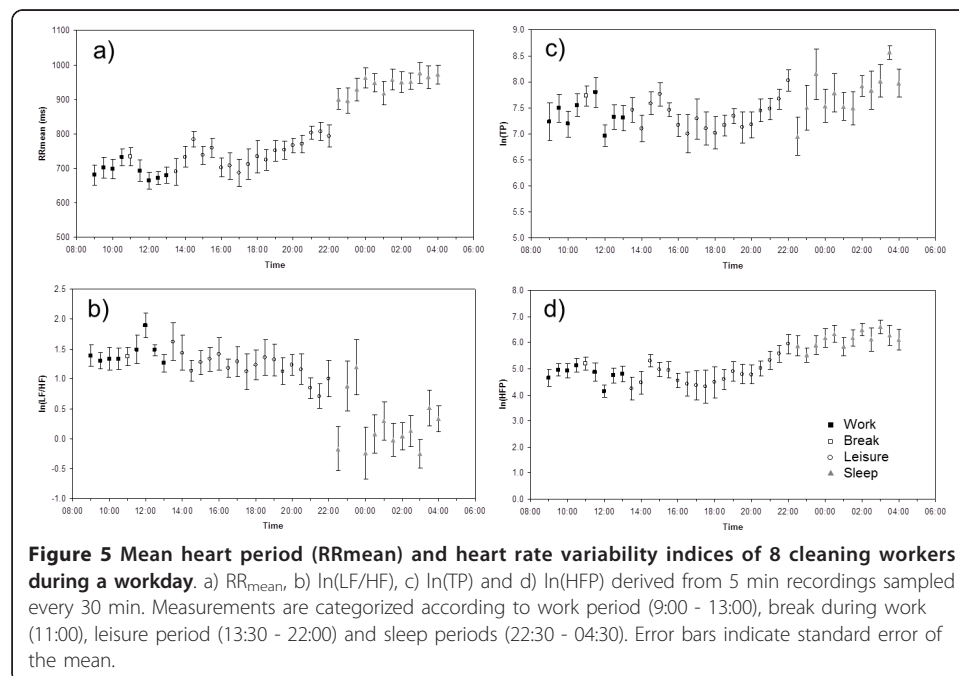 a)
1000
900
800
700
600
500
RRmean (ms)
08:00 10:00 12:00 14:00 16:00 18:00 20:00 22:00 00:00 02:00 04:00 06:00
Time
c)
9.0
8.5
8.0
7.5
7.0
6.5
6.0
5.5
5.0
ln(TP)
08:00 10:00 12:00 14:00 16:00 18:00 20:00 22:00 00:00 02:00 04:00 06:00
Time
b)
2.5
2.0
1.5
1.0
0.5
0.0
-0.5
-1.0
ln(LF/HF)
08:00 10:00 12:00 14:00 16:00 18:00 20:00 22:00 00:00 02:00 04:00 06:00
Time
d)
8.0
7.0
6.0
5.0
4.0
3.0
2.0
1.0
0.0
ln(HFP)
Work
Break
Leisure
Sleep
08:00 10:00 12:00 14:00 16:00 18:00 20:00 22:00 00:00 02:00 04:00 06:00
Time
Figure 5 Mean heart period (RRmean) and heart rate variability indices of 8 cleaning workers
during a workday. a) RRmean, b) ln(LF/HF), c) ln(TP) and d) ln(HFP) derived from 5 min recordings sampled
every 30 min. Measurements are categorized according to work period (9:00 - 13:00), break during work
(11:00), leisure period (13:30 - 22:00) and sleep periods (22:30 - 04:30). Error bars indicate standard error of
the mean.